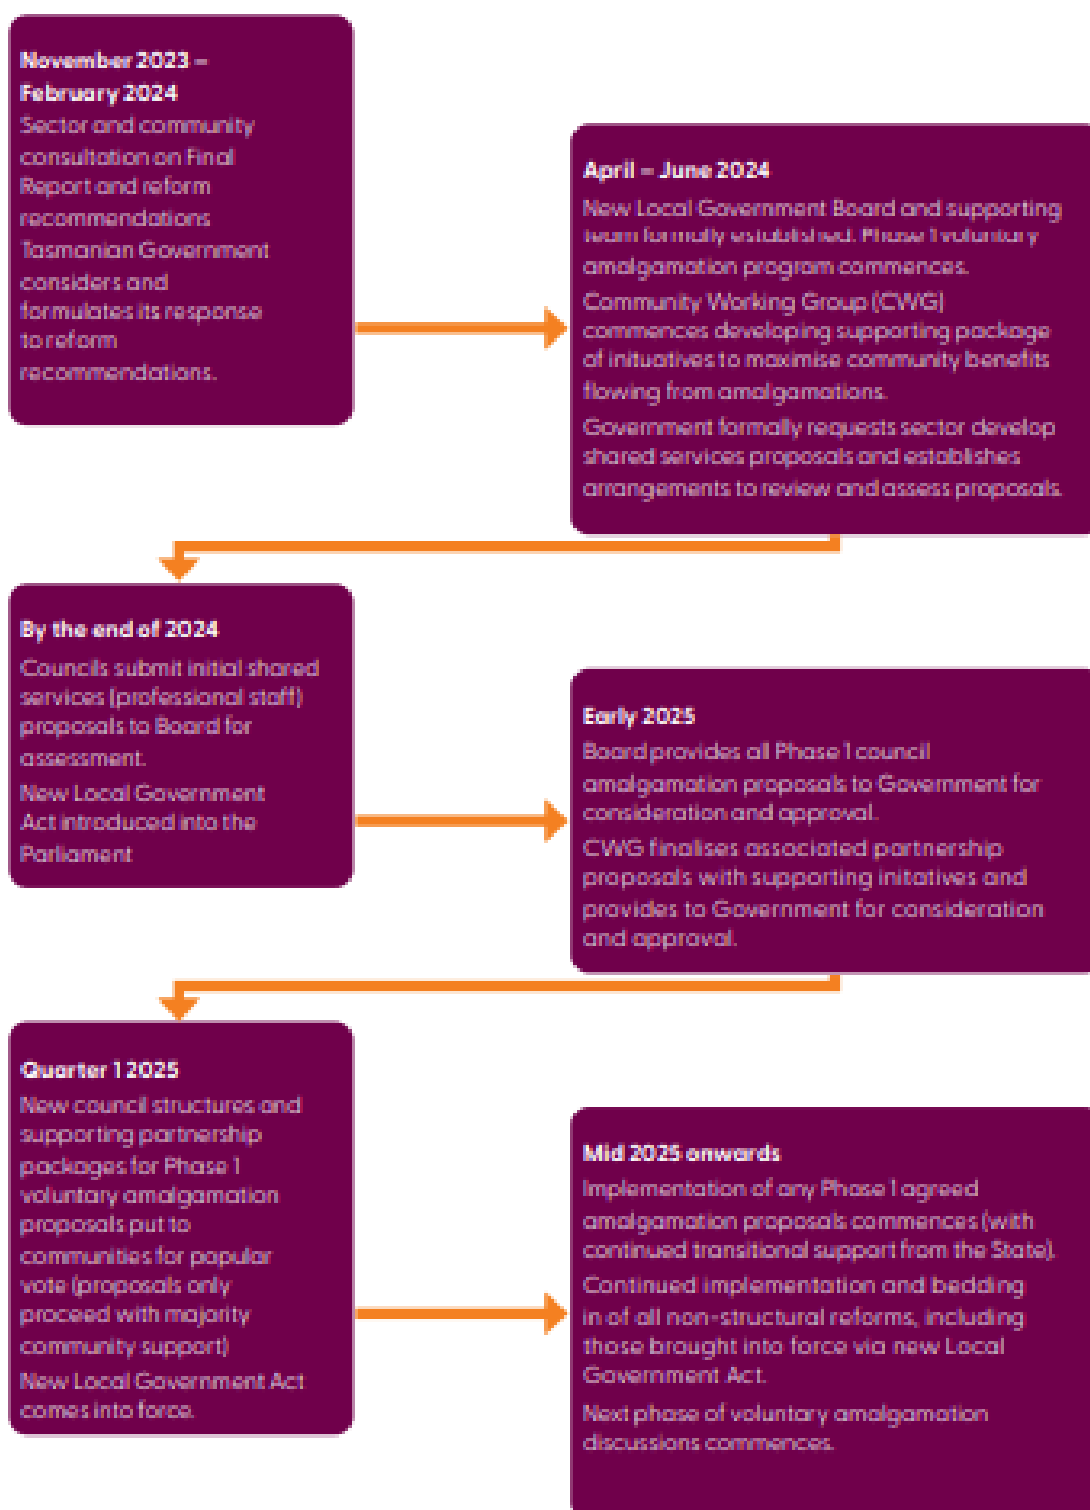 November 2023 –
February 2024
Sector and community
consultation on Final
Report and reform
recommendations
Tasmanian Government
considers and
formulates its response
to reform
recommendations.
April – June 2024
New Local Government Board and supporting
team formally established. Phase 1 voluntary
amalgamation program commences.
Community Working Group (CWG)
commences developing supporting package
of inituatives to maximise community benefits
flowing from amalgamations.
Government formally requests sector develop
shared services proposals and establishes
arrangements to review and assess proposals.
By the end of 2024
Councils submit initial shared
services (professional staff)
proposals to Board for
assessment.
New Local Government
Act introduced into the
Parliament
Early 2025
Board provides all Phase 1 council
amalgamation proposals to Government for
consideration and approval.
CWG finalises associated partnership
proposals with supporting initatives and
provides to Government for consideration
and approval.
Quarter 1 2025
New council structures and
supporting partnership
packages for Phase 1
voluntary amalgamation
proposals put to
communities for popular
vote (proposals only
proceed with majority
community support)
New Local Government Act
comes into force.
Mid 2025 onwards
Implementation of any Phase 1 agreed
amalgamation proposals commences (with
continued transitional support from the State).
Continued implementation and bedding
in of all non-structural reforms, including
those brought into force via new Local
Government Act.
Next phase of voluntary amalgamation
discussions commences.